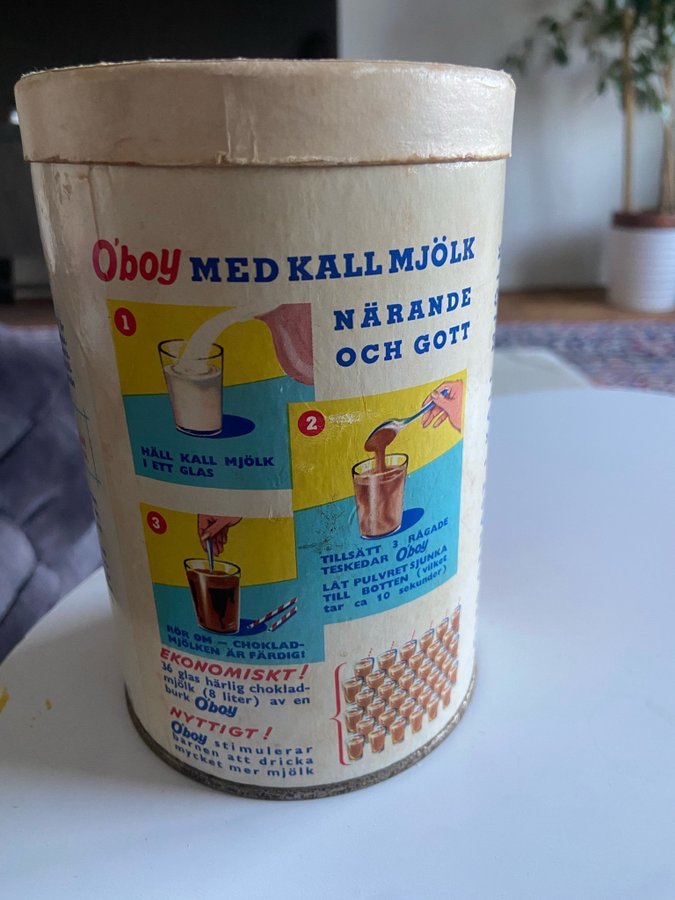 O'boy MED KALL MJÖLK
NÄRANDE
OCH GOTT
1
HÄLL KALL MJÖLK
I ETT GLAS
2
TILLSÄTT 3 RÅGADE
TESKEDAR O'boy
LÅT PULVRET SJUNKA
TILL BOTTEN (vilket
tar ca 10 sekunder)
3
RÖR OM – CHOKLAD-
MJÖLKEN ÄR FÄRDIG!
EKONOMISKT!
36 glas härlig choklad-
mjölk (8 liter) av en
burk O'boy
NYTTIGT!
O'boy stimulerar
barnen att dricka
mycket mer mjölk